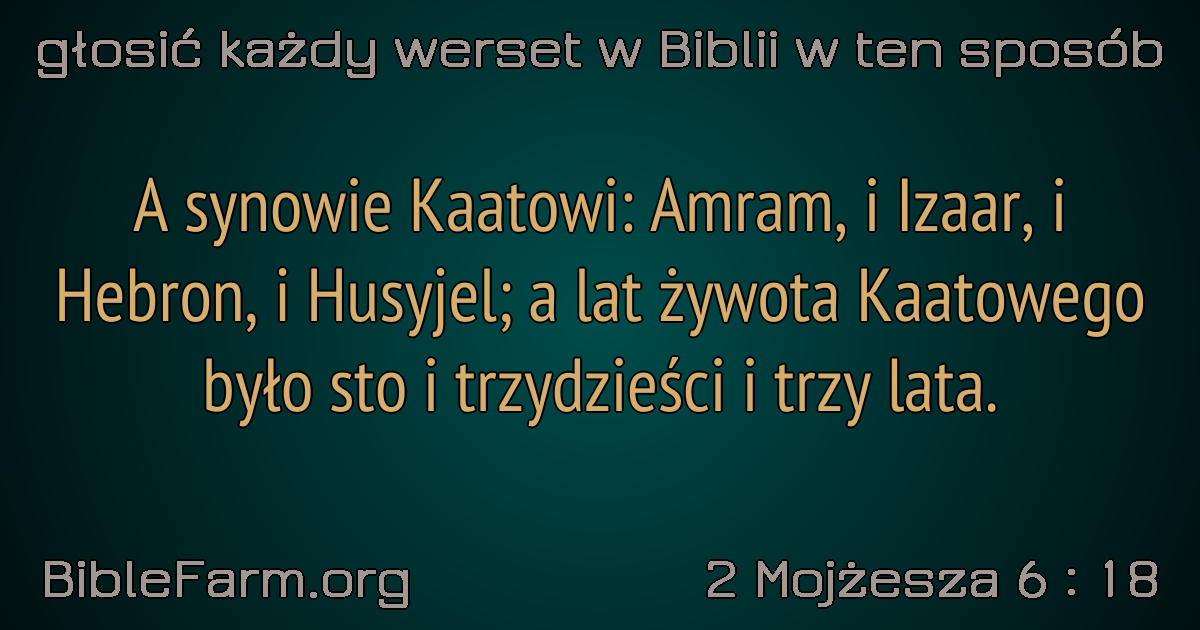 głosić każdy werset w Biblii w ten sposób
A synowie Kaatowi: Amram, i Izaar, i
Hebron, i Husyjel; a lat żywota Kaatowego
było sto i trzydzieści i trzy lata.
BibleFarm.org
2 Mojżesza 6 : 18